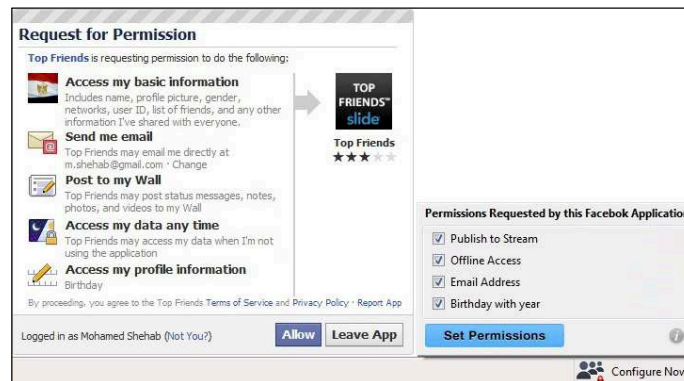 Request for Permission
Top Friends is requesting permission to do the following:
Access my basic information
Includes name, profile picture, gender,
networks, user ID, list of friends, and any other
information I've shared with everyone.
Send me email
Top Friends may email me directly at
m.shehab@gmail.com · Change
Post to my Wall
Top Friends may post status messages, notes,
photos, and videos to my Wall
Access my data any time
Top Friends may access my data when I'm not
using the application
Access my profile information
Birthday
TOP
FRIENDS™
slide
Top Friends
By proceeding, you agree to the Top Friends Terms of Service and Privacy Policy · Report App
Logged in as Mohamed Shehab (Not You?)
Allow
Leave App
Permissions Requested by this Facebok Application
Publish to Stream
Offline Access
Email Address
Birthday with year
Set Permissions
Configure Now